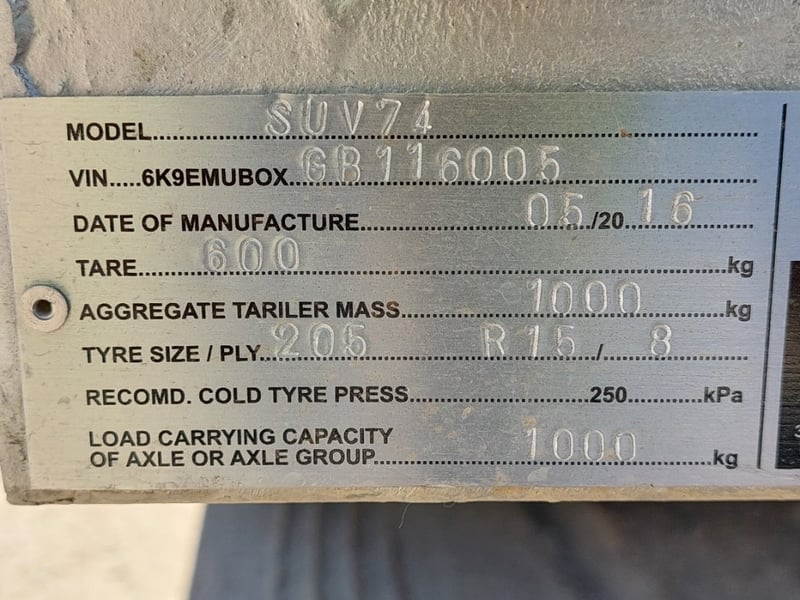 MODEL..........SUV74
VIN.....6K9EMUBOX GB116005
DATE OF MANUFACTURE..........05/2016
TARE..........600..........kg
AGGREGATE TARILER MASS..........1000..........kg
TYRE SIZE / PLY..........205 R15 / 8
RECOMD. COLD TYRE PRESS..........250..........kPa
LOAD CARRYING CAPACITY
OF AXLE OR AXLE GROUP..........1000..........kg